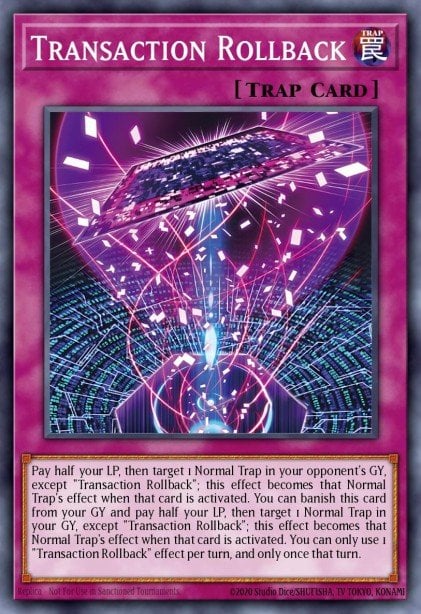 TRANSACTION ROLLBACK
TRAP
罠
[TRAP CARD]
Pay half your LP, then target 1 Normal Trap in your opponent's GY,
except "Transaction Rollback"; this effect becomes that Normal
Trap's effect when that card is activated. You can banish this card
from your GY and pay half your LP, then target 1 Normal Trap in
your GY, except "Transaction Rollback"; this effect becomes that
Normal Trap's effect when that card is activated. You can only use 1
"Transaction Rollback" effect per turn, and only once that turn.
Replica - Not For Use in Sanctioned Tournaments
©2020 Studio Dice/SHUEISHA, TV TOKYO, KONAMI